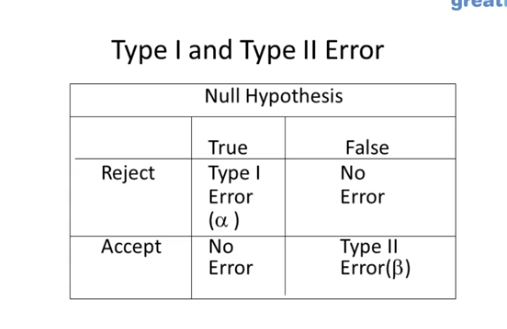 Type I and Type II Error
Null Hypothesis
True False
Reject Type I No
Error Error
(α )
Accept No Type II
Error Error(β)